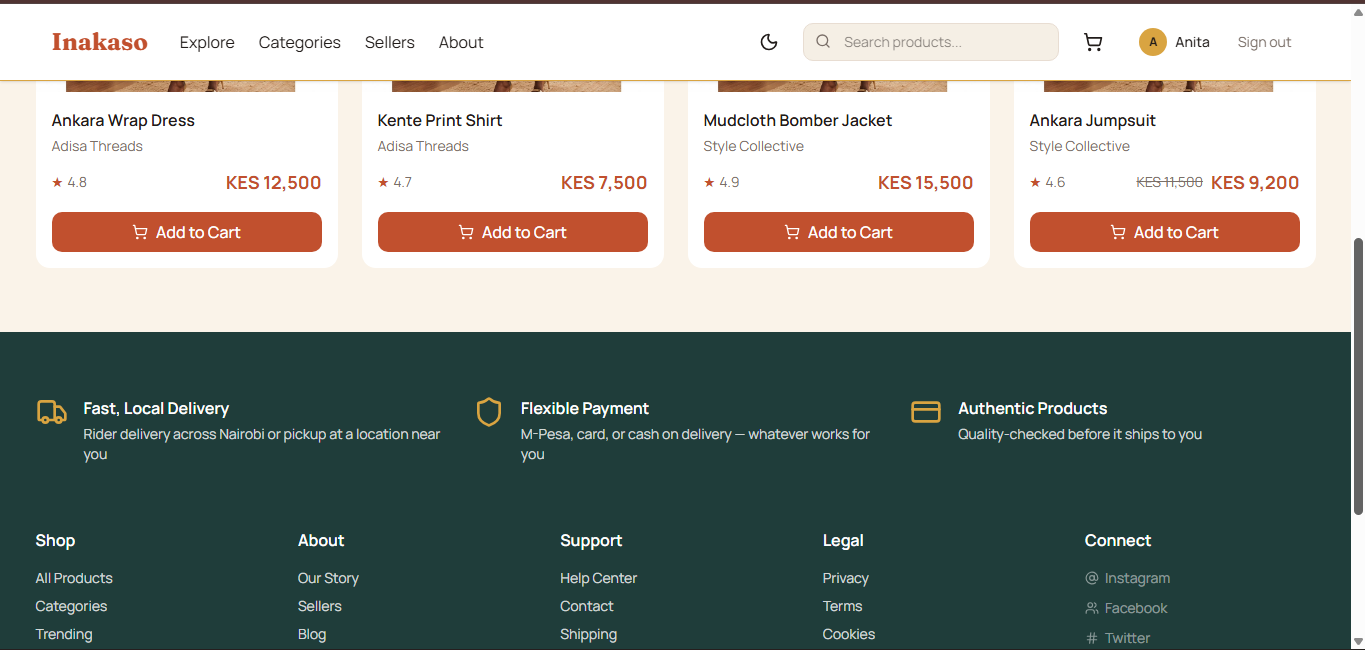 Inakaso
Explore
Categories
Sellers
About
Search products...
A
Anita
Sign out
Ankara Wrap Dress
Adisa Threads
★ 4.8
KES 12,500
Add to Cart
Kente Print Shirt
Adisa Threads
★ 4.7
KES 7,500
Add to Cart
Mudcloth Bomber Jacket
Style Collective
★ 4.9
KES 15,500
Add to Cart
Ankara Jumpsuit
Style Collective
★ 4.6
KES 11,500 KES 9,200
Add to Cart
Fast, Local Delivery
Rider delivery across Nairobi or pickup at a location near
you
Flexible Payment
M-Pesa, card, or cash on delivery — whatever works for
you
Authentic Products
Quality-checked before it ships to you
Shop
All Products
Categories
Trending
About
Our Story
Sellers
Blog
Support
Help Center
Contact
Shipping
Legal
Privacy
Terms
Cookies
Connect
Instagram
Facebook
Twitter